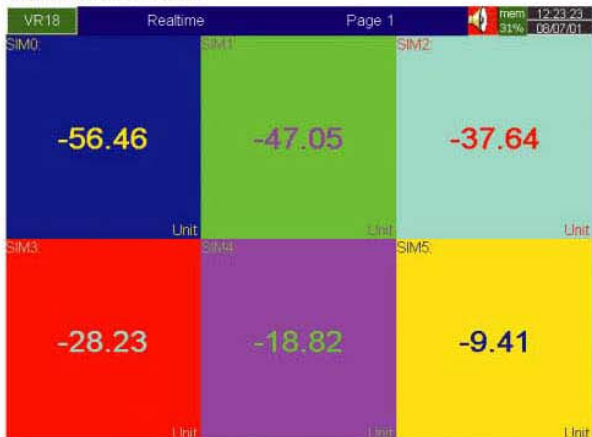 VR18 Realtime Page 1 mem 12:23:23
31% 08/07/01
SIM0: SIM1: SIM2:
-56.46 -47.05 -37.64
Unit Unit Unit
SIM3: SIM4: SIM5:
-28.23 -18.82 -9.41
Unit Unit Unit